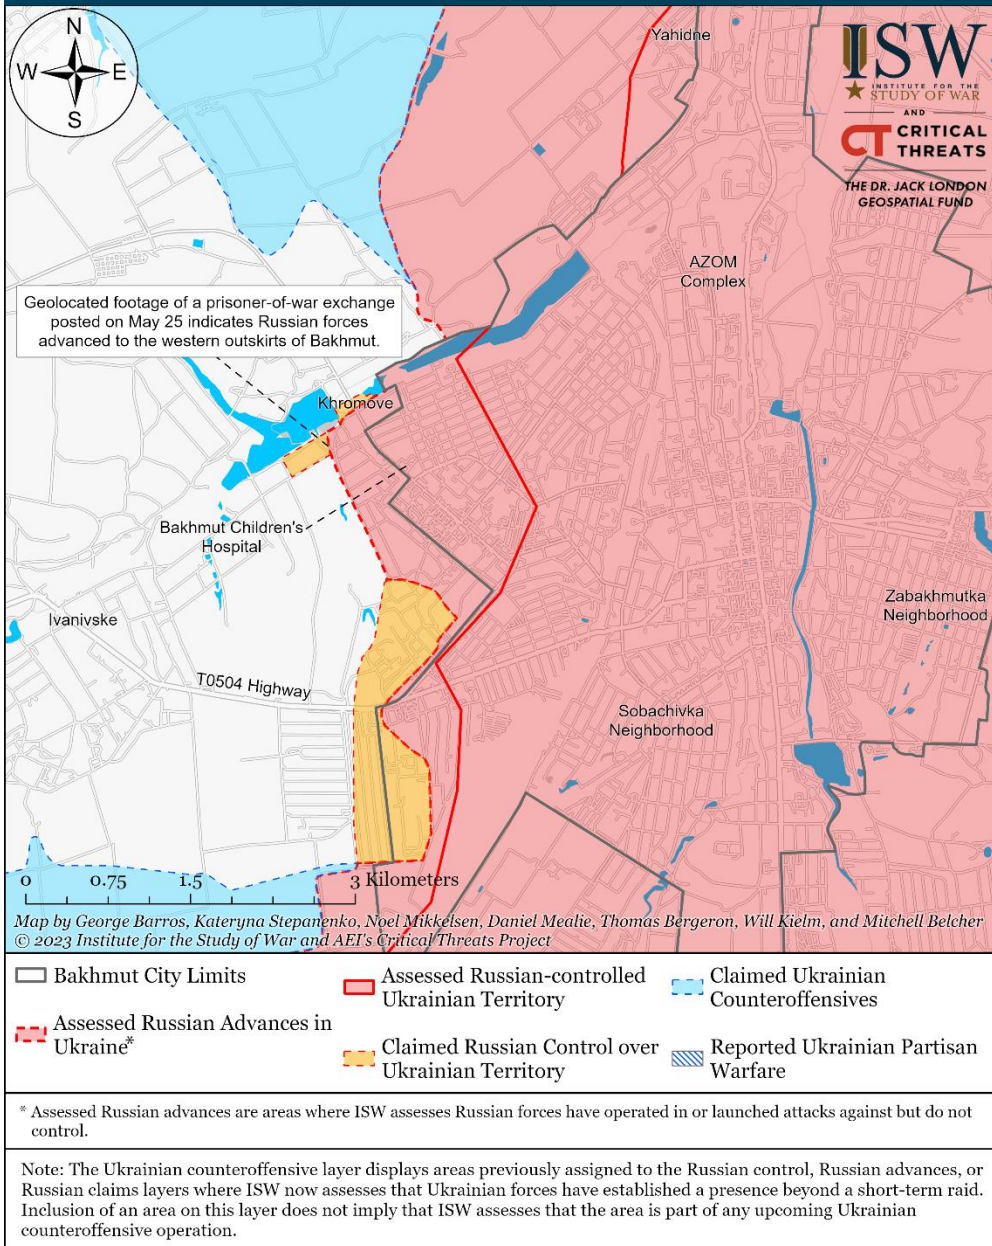 N
W
E
S
Yahidne
ISW
INSTITUTE FOR THE
STUDY OF WAR
AND
CT CRITICAL
THREATS
THE DR. JACK LONDON
GEOSPATIAL FUND
AZOM
Complex
Geolocated footage of a prisoner-of-war exchange
posted on May 25 indicates Russian forces
advanced to the western outskirts of Bakhmut.
Khromove
Bakhmut Children's
Hospital
Zabakhmutka
Neighborhood
Ivanivske
T0504 Highway
Sobachivka
Neighborhood
0 0.75 1.5 3 Kilometers
Map by George Barros, Kateryna Stepanenko, Noel Mikkelsen, Daniel Mealie, Thomas Bergeron, Will Kielm, and Mitchell Belcher
© 2023 Institute for the Study of War and AEI's Critical Threats Project
Bakhmut City Limits
Assessed Russian Advances in
Ukraine*
Assessed Russian-controlled
Ukrainian Territory
Claimed Russian Control over
Ukrainian Territory
Claimed Ukrainian
Counteroffensives
Reported Ukrainian Partisan
Warfare
* Assessed Russian advances are areas where ISW assesses Russian forces have operated in or launched attacks against but do not
control.
Note: The Ukrainian counteroffensive layer displays areas previously assigned to the Russian control, Russian advances, or
Russian claims layers where ISW now assesses that Ukrainian forces have established a presence beyond a short-term raid.
Inclusion of an area on this layer does not imply that ISW assesses that the area is part of any upcoming Ukrainian
counteroffensive operation.